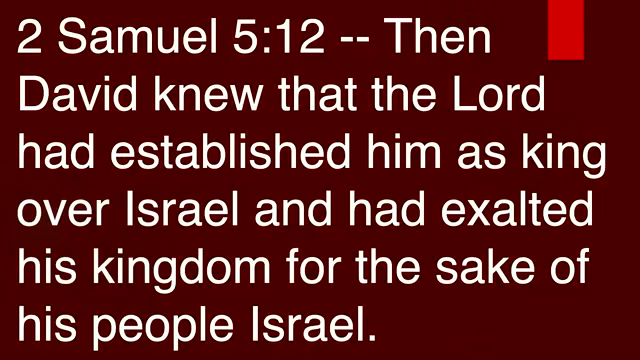 2 Samuel 5:12 -- Then
David knew that the Lord
had established him as king
over Israel and had exalted
his kingdom for the sake of
his people Israel.